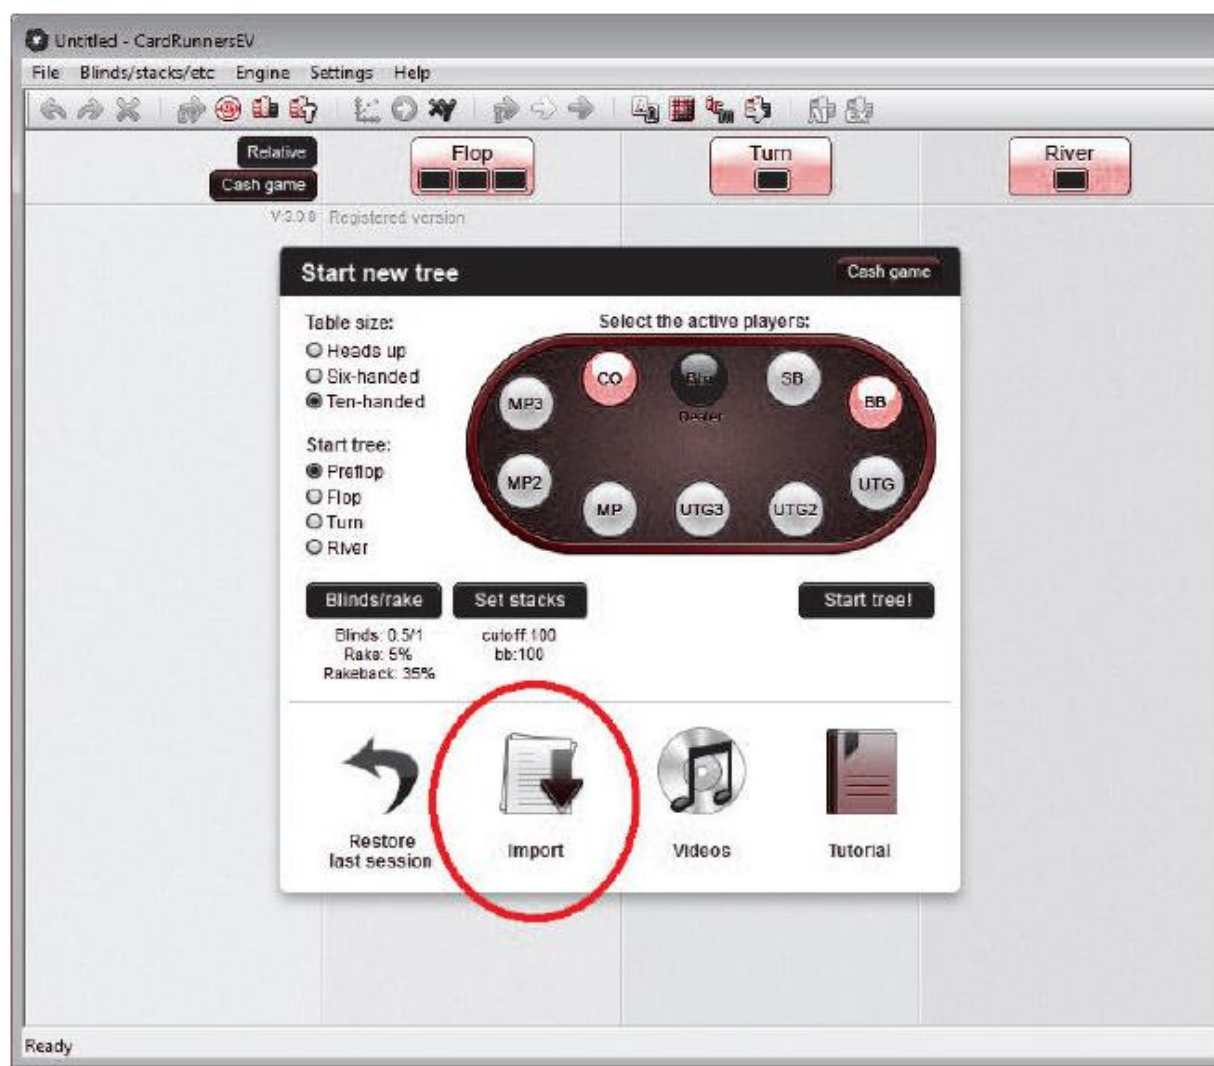 Untitled - CardRunnersEV
File Blinds/stacks/etc Engine Settings Help
Relative
Cash game
Flop
Turn
River
Registered version
Start new tree
Cash game
Table size:
Heads up
Six-handed
Ten-handed
Select the active players:
CO
SB
BB
MP3
Dealer
Start tree:
Preflop
Flop
Turn
River
MP2
MP
UTG3
UTG2
UTG
Blinds/rake
Set stacks
Start tree!
Blinds: 0.5/1
Rake: 5%
Rakeback: 35%
cutoff:100
bb:100
Restore
last session
Import
Videos
Tutorial
Ready